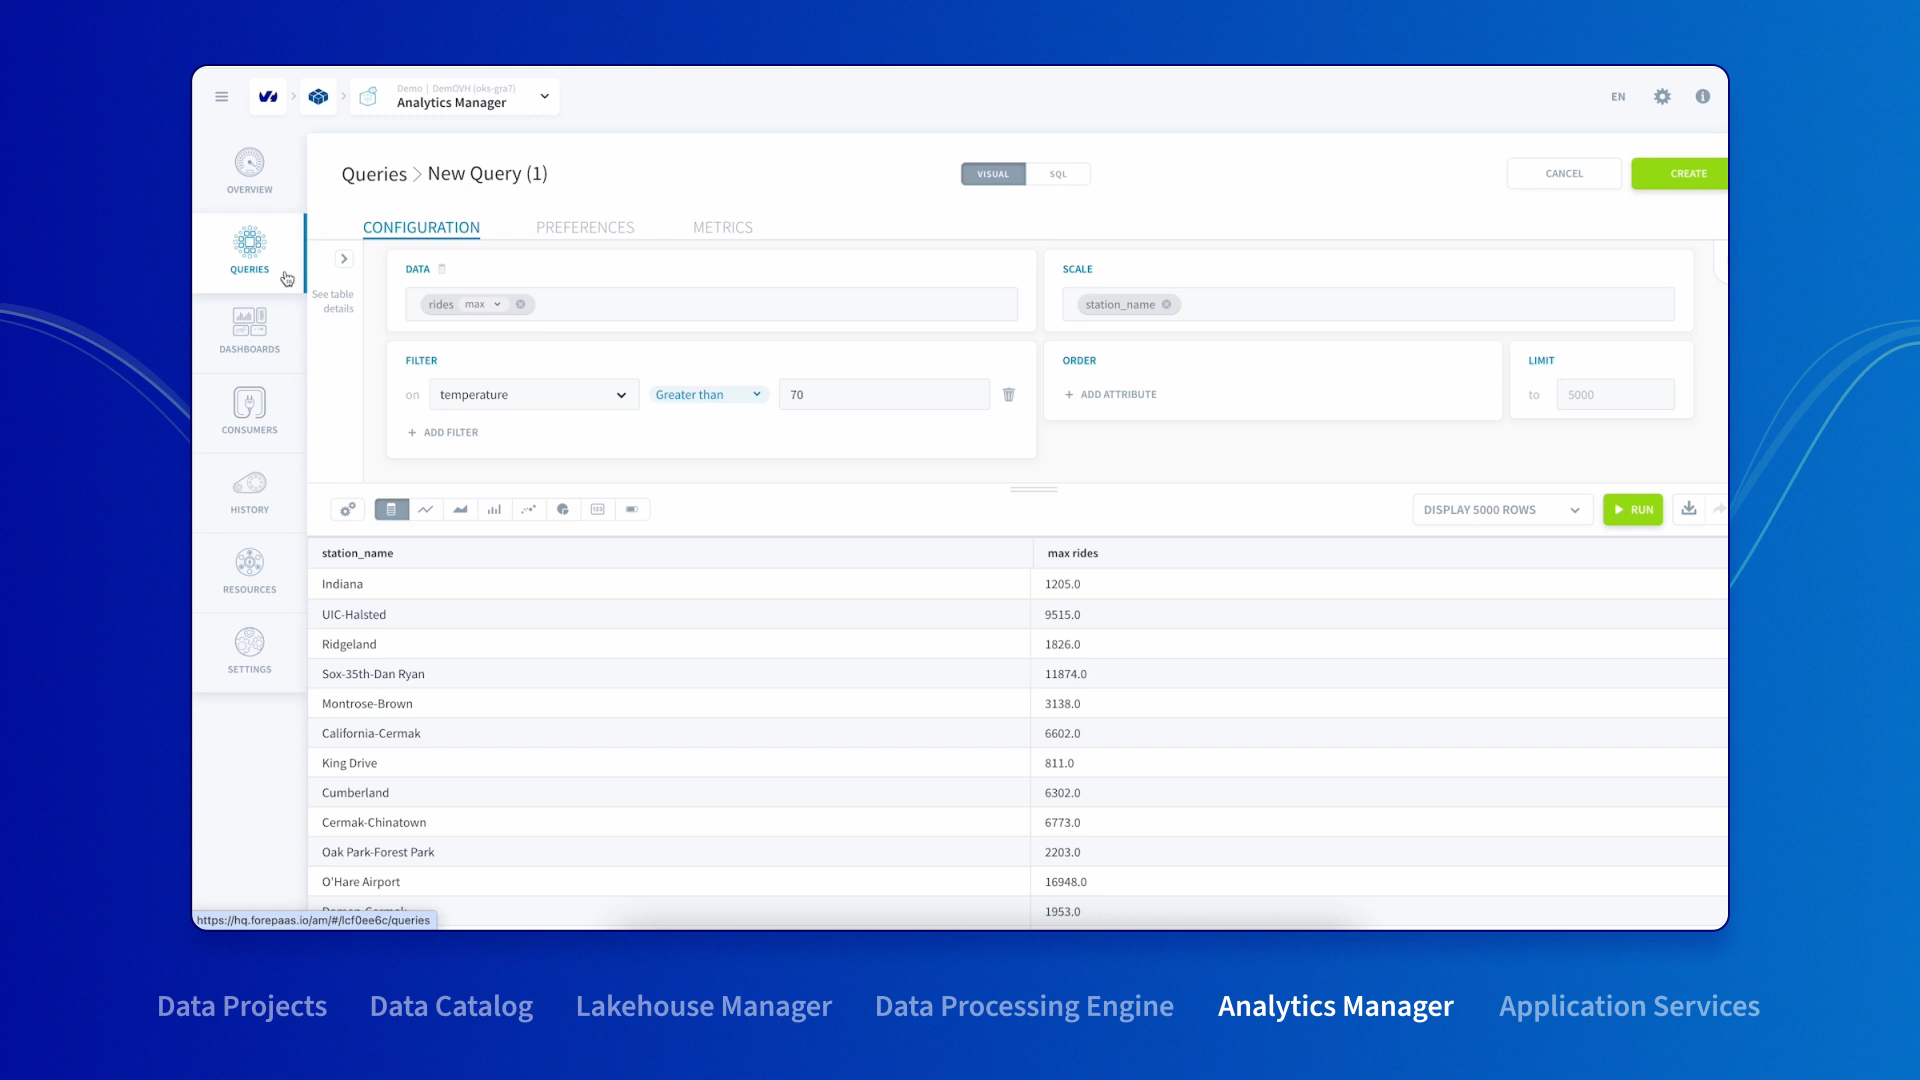 Demo | DemOVH (oks-gra7)
Analytics Manager
EN
OVERVIEW
QUERIES
DASHBOARDS
CONSUMERS
HISTORY
RESOURCES
SETTINGS
Queries > New Query (1)
VISUAL SQL
CANCEL
CREATE
CONFIGURATION PREFERENCES METRICS
See table
details
DATA
rides max
SCALE
station_name
FILTER
on temperature Greater than 70
+ ADD FILTER
ORDER
+ ADD ATTRIBUTE
LIMIT
to 5000
123
DISPLAY 5000 ROWS
RUN
station_name max rides
Indiana 1205.0
UIC-Halsted 9515.0
Ridgeland 1826.0
Sox-35th-Dan Ryan 11874.0
Montrose-Brown 3138.0
California-Cermak 6602.0
King Drive 811.0
Cumberland 6302.0
Cermak-Chinatown 6773.0
Oak Park-Forest Park 2203.0
O'Hare Airport 16948.0
1953.0
https://hq.forepaas.io/am/#/lcf0ee6c/queries
Data Projects Data Catalog Lakehouse Manager Data Processing Engine Analytics Manager Application Services